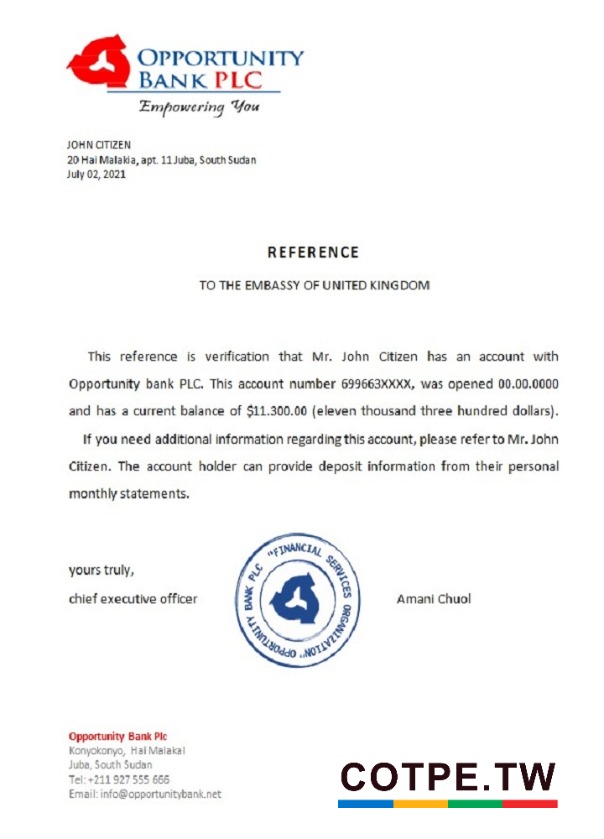 OPPORTUNITY
BANK PLC
Empowering You
JOHN CITIZEN
20 Hai Malakia, apt. 11 Juba, South Sudan
July 02, 2021
REFERENCE
TO THE EMBASSY OF UNITED KINGDOM
This reference is verification that Mr. John Citizen has an account with
Opportunity bank PLC. This account number 699663XXXX, was opened 00.00.0000
and has a current balance of $11.300.00 (eleven thousand three hundred dollars).
If you need additional information regarding this account, please refer to Mr. John
Citizen. The account holder can provide deposit information from their personal
monthly statements.
yours truly,
chief executive officer
OPPORTUNITY BANK PLC "FINANCIAL SERVICES ORGANIZATION"
Amani Chuol
Opportunity Bank Plc
Konyokonyo, Hai Malakal
Juba, South Sudan
Tel: +211 927 555 666
Email: info@opportunitybank.net
COTPE.TW